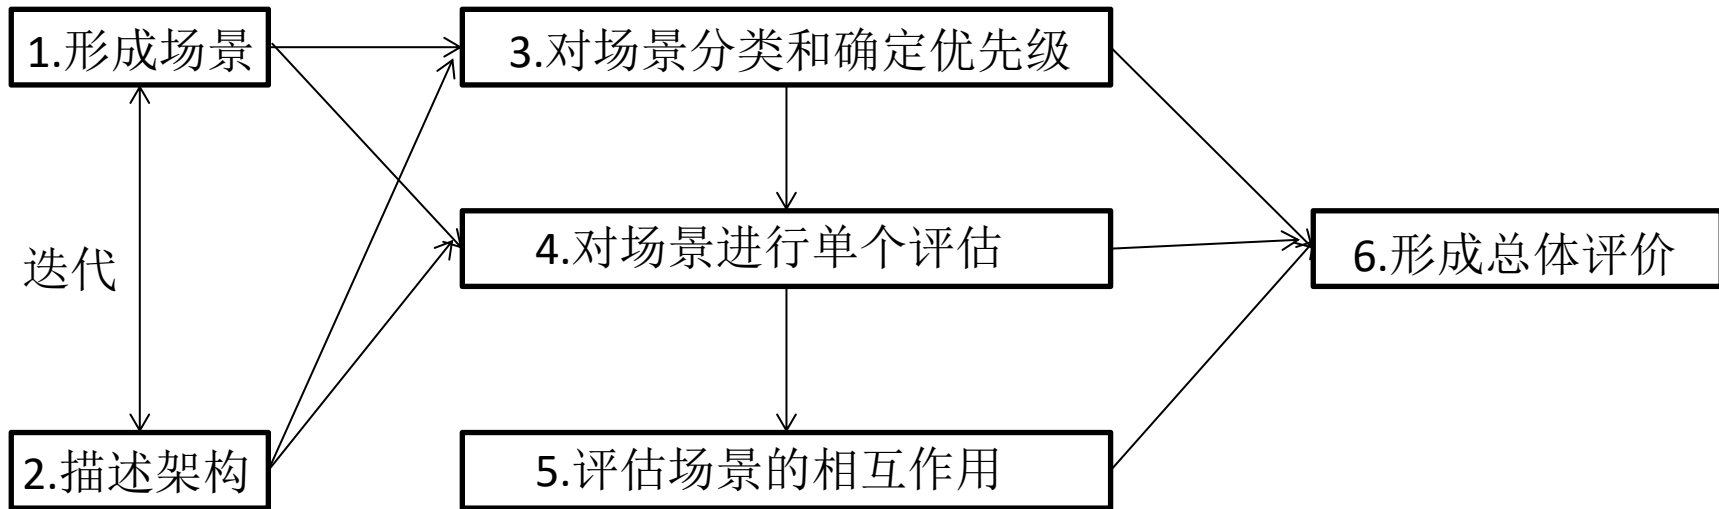 1.形成场景
3.对场景分类和确定优先级
迭代
4.对场景进行单个评估
6.形成总体评价
2.描述架构
5.评估场景的相互作用